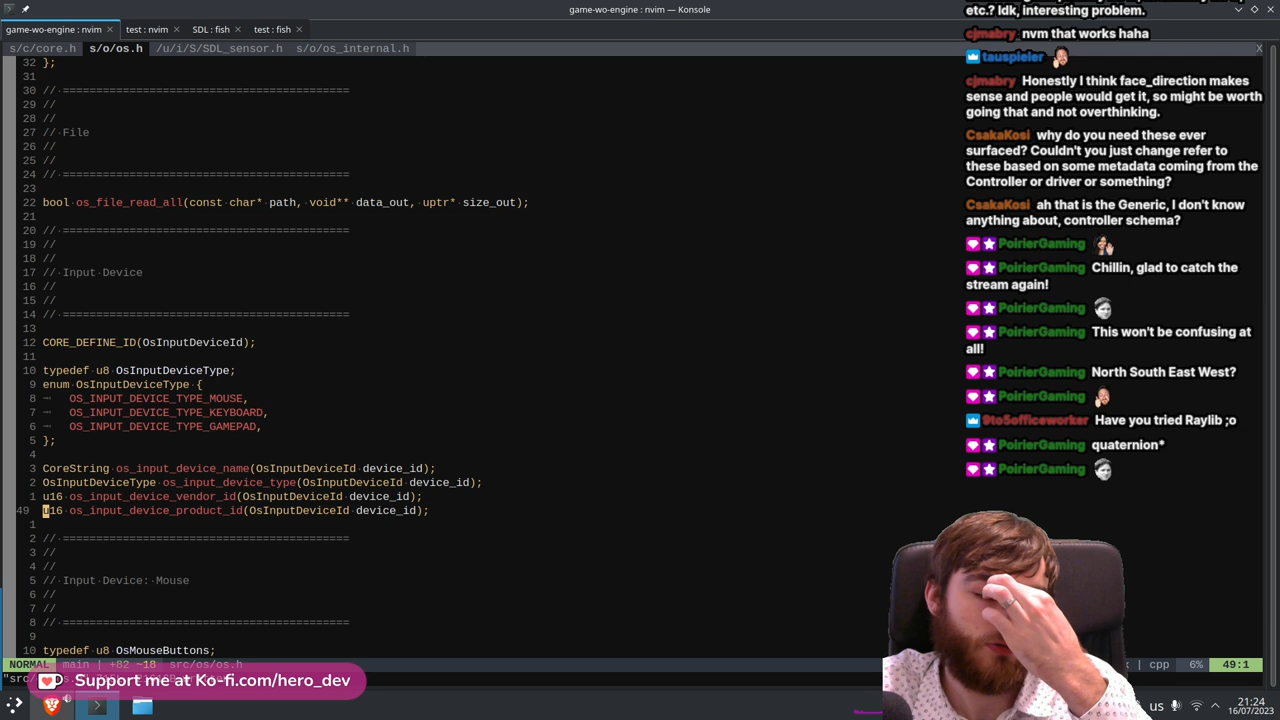 game-wo-engine : nvim — Konsole
game-wo-engine : nvim × test : nvim × SDL : fish × test : fish ×
s/c/core.h s/o/os.h /u/i/S/SDL_sensor.h s/o/os_internal.h X
32 };
31
30 // ===========================================
29 //
28 //
27 // File
26 //
25 //
24 // ===========================================
23
22 bool os_file_read_all(const char* path, void** data_out, uptr* size_out);
21
20 // ===========================================
19 //
18 //
17 // Input Device
16 //
15 //
14 // ===========================================
13
12 CORE_DEFINE_ID(OsInputDeviceId);
11
10 typedef u8 OsInputDeviceType;
9 enum OsInputDeviceType {
8 OS_INPUT_DEVICE_TYPE_MOUSE,
7 OS_INPUT_DEVICE_TYPE_KEYBOARD,
6 OS_INPUT_DEVICE_TYPE_GAMEPAD,
5 };
4
3 CoreString os_input_device_name(OsInputDeviceId device_id);
2 OsInputDeviceType os_input_device_type(OsInputDeviceId device_id);
1 u16 os_input_device_vendor_id(OsInputDeviceId device_id);
49 u16 os_input_device_product_id(OsInputDeviceId device_id);
1
2 // ===========================================
3 //
4 //
5 // Input Device: Mouse
6 //
7 //
8 // ===========================================
9
10 typedef u8 OsMouseButtons;
NORMAL main | +82 ~18 src/os/os.h | cpp 6% 49:1
Support me at Ko-fi.com/hero_dev
us 21:24
16/07/2023
etc.? Idk, interesting problem.
cjmabry nvm that works haha
tauspieler
cjmabry Honestly I think face_direction makes
sense and people would get it, so might be worth
going that and not overthinking.
CsakaKosi why do you need these ever
surfaced? Couldn't you just change refer to
these based on some metadata coming from the
Controller or driver or something?
CsakaKosi ah that is the Generic, I don't know
anything about, controller schema?
PoirierGaming
PoirierGaming Chillin, glad to catch the
stream again!
PoirierGaming
PoirierGaming This won't be confusing at
all!
PoirierGaming North South East West?
PoirierGaming
9to5officeworker Have you tried Raylib ;o
PoirierGaming quaternion*
PoirierGaming